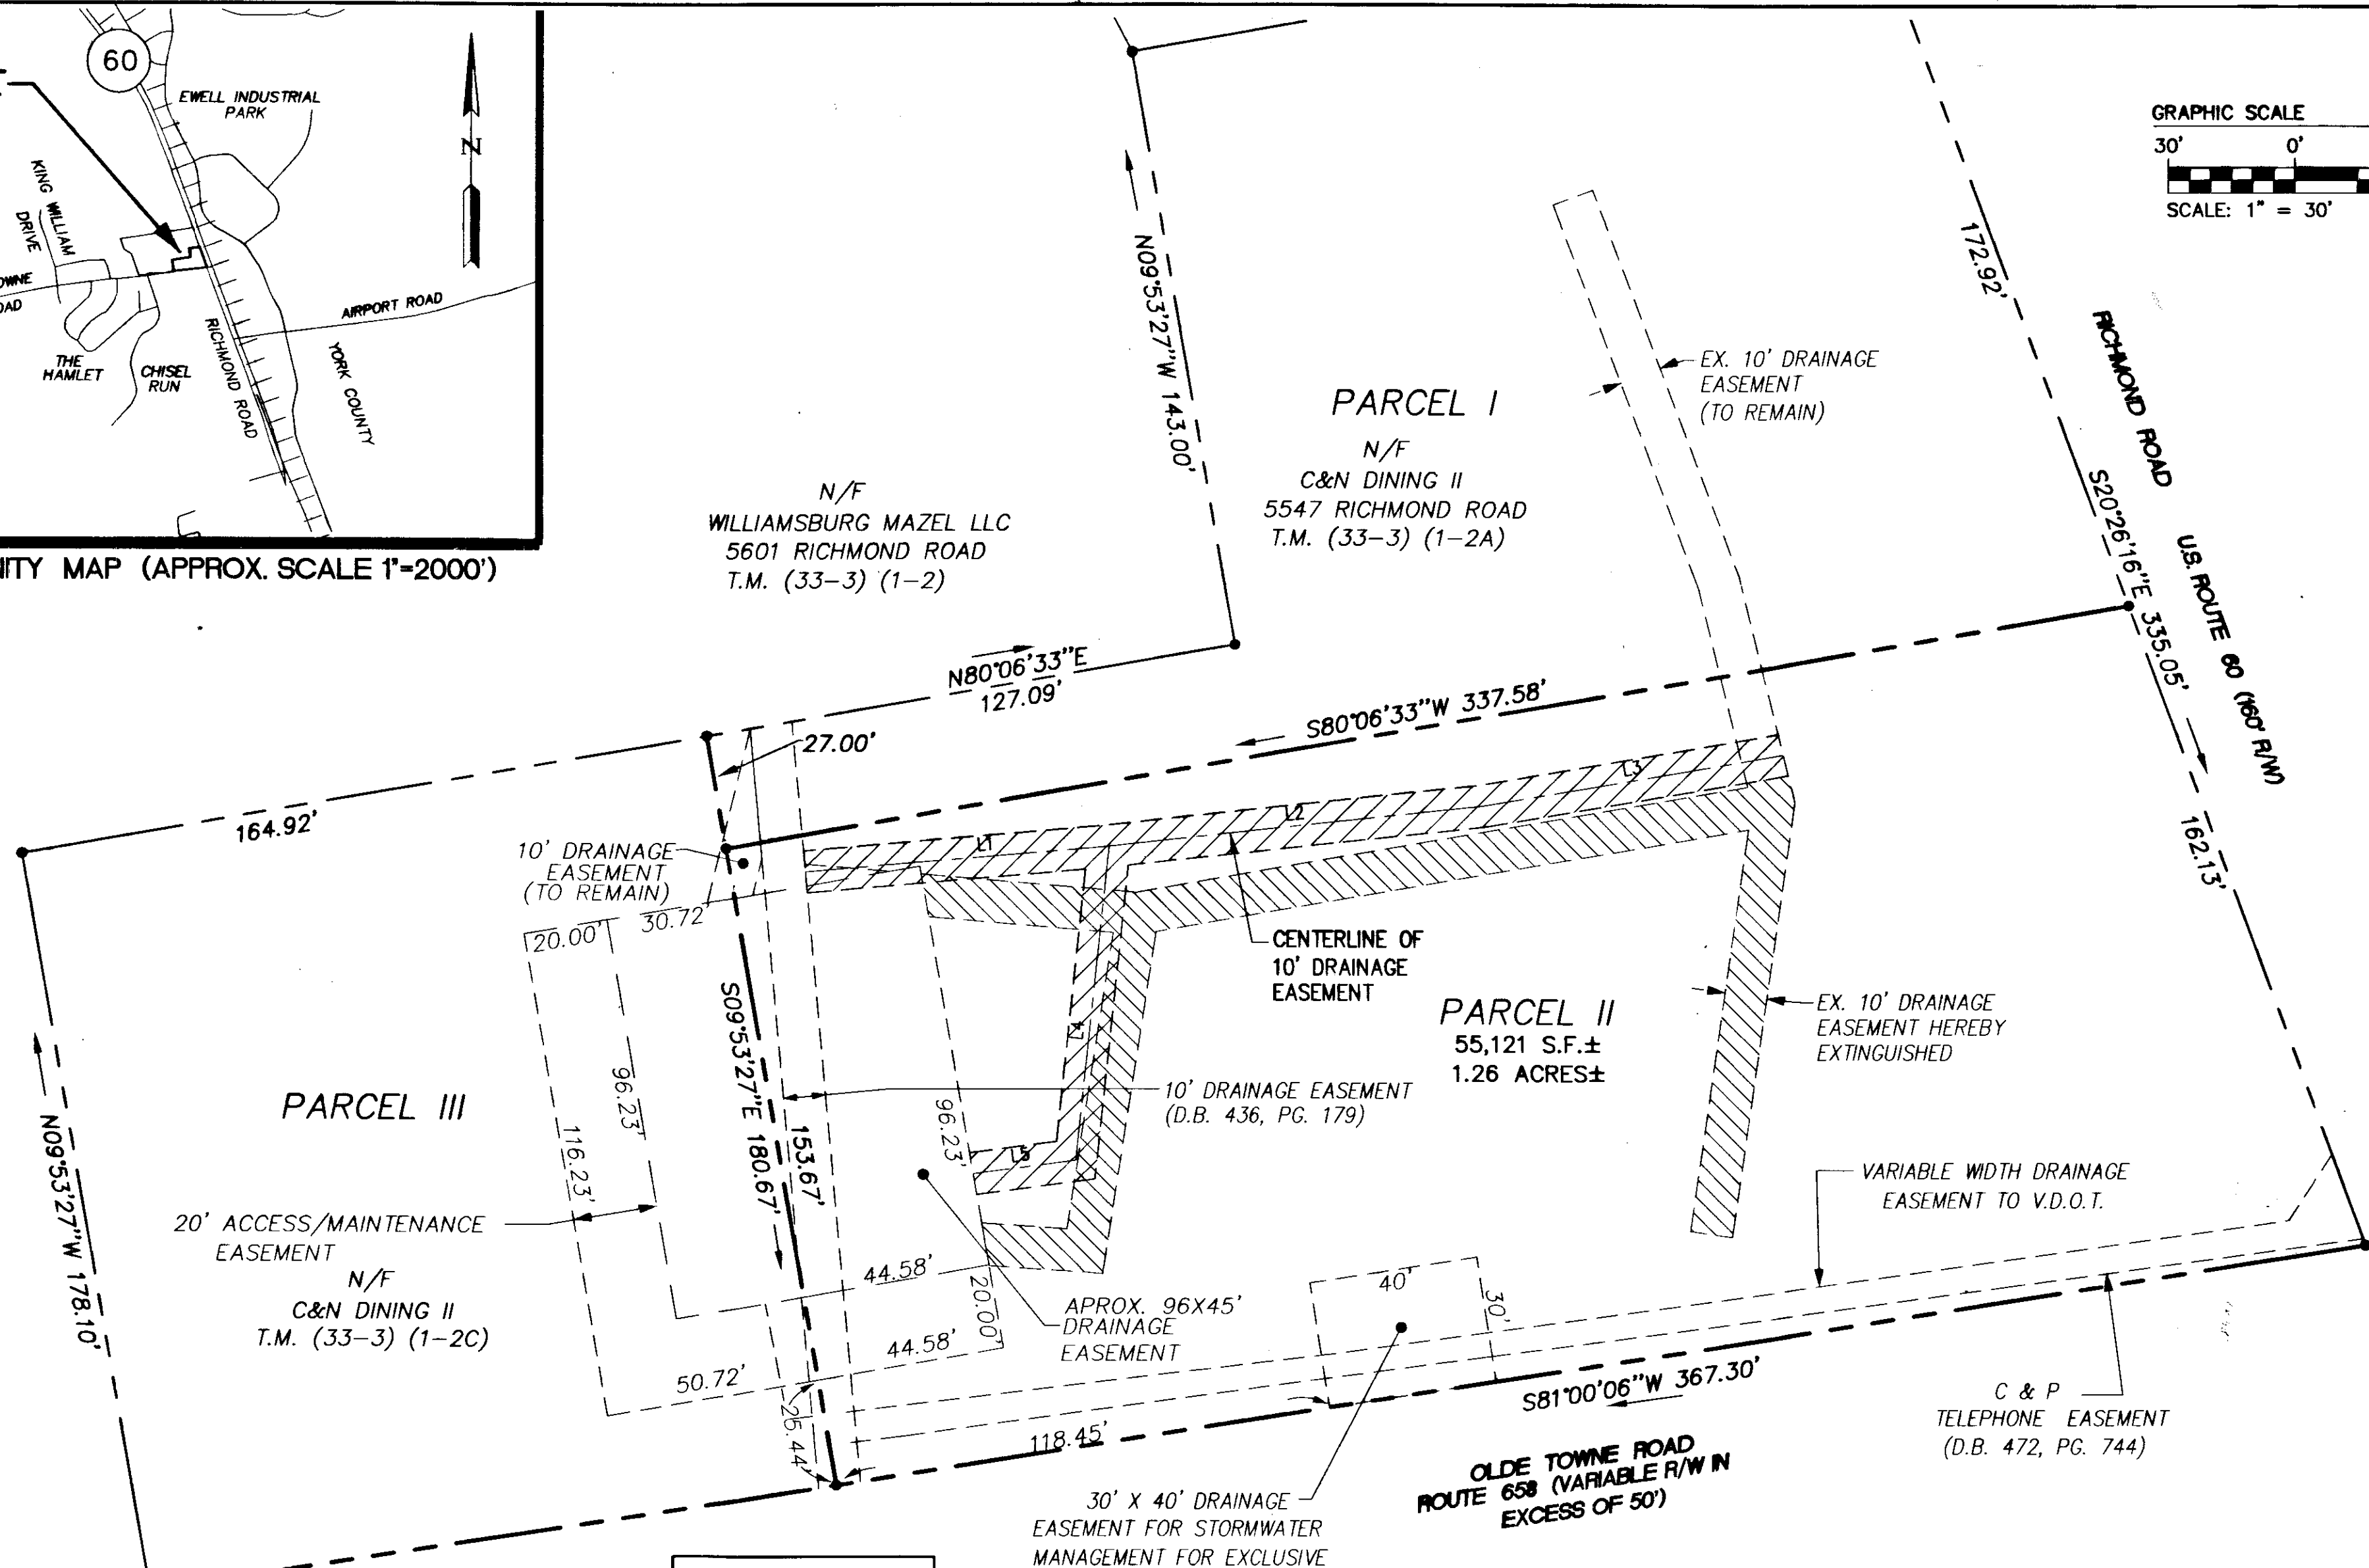 60
EWELL INDUSTRIAL
PARK
N
KING WILLIAM
DRIVE
THE
HAMLET
CHISEL
RUN
RICHMOND ROAD
AIRPORT ROAD
YORK COUNTY
MAP (APPROX. SCALE 1"=2000')
GRAPHIC SCALE
30'
0'
SCALE: 1" = 30'
N09°53'27"W 143.00'
172.92'
RICHMOND ROAD U.S. ROUTE 60 (160' R/W)
S20°26'16"E 335.05'
162.13'
PARCEL I
N/F
C&N DINING II
5547 RICHMOND ROAD
T.M. (33-3) (1-2A)
EX. 10' DRAINAGE
EASEMENT
(TO REMAIN)
N/F
WILLIAMSBURG MAZEL LLC
5601 RICHMOND ROAD
T.M. (33-3) (1-2)
N80°06'33"E
127.09'
S80°06'33"W 337.58'
27.00'
164.92'
10' DRAINAGE
EASEMENT
(TO REMAIN)
L1
L2
L3
L4
L5
20.00'
30.72'
CENTERLINE OF
10' DRAINAGE
EASEMENT
PARCEL II
55,121 S.F.±
1.26 ACRES±
EX. 10' DRAINAGE
EASEMENT HEREBY
EXTINGUISHED
S09°53'27"E 180.67'
153.67'
96.23'
116.23'
96.23'
10' DRAINAGE EASEMENT
(D.B. 436, PG. 179)
PARCEL III
20' ACCESS/MAINTENANCE
EASEMENT
N/F
C&N DINING II
T.M. (33-3) (1-2C)
N09°53'27"W 178.10'
VARIABLE WIDTH DRAINAGE
EASEMENT TO V.D.O.T.
44.58'
44.58'
20.00'
50.72'
25.44'
APROX. 96X45'
DRAINAGE
EASEMENT
40'
30'
118.45'
S81°00'06"W 367.30'
C & P
TELEPHONE EASEMENT
(D.B. 472, PG. 744)
OLDE TOWNE ROAD
ROUTE 658 (VARIABLE R/W IN
EXCESS OF 50')
30' X 40' DRAINAGE
EASEMENT FOR STORMWATER
MANAGEMENT FOR EXCLUSIVE